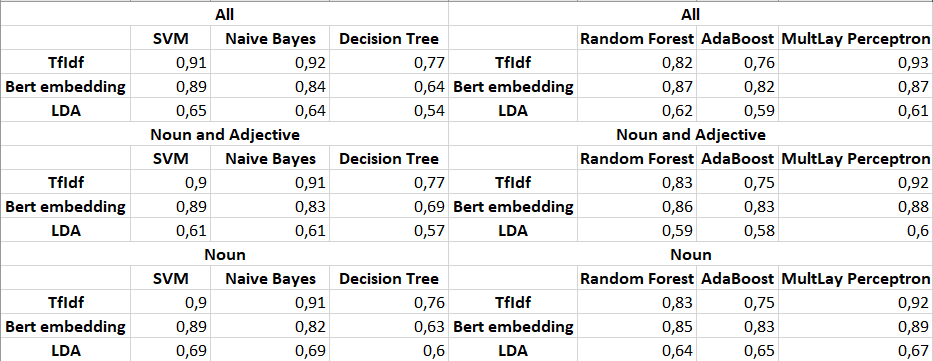 All All
SVM Naive Bayes Decision Tree Random Forest AdaBoost MultLay Perceptron
TfIdf 0,91 0,92 0,77 TfIdf 0,82 0,76 0,93
Bert embedding 0,89 0,84 0,64 Bert embedding 0,87 0,82 0,87
LDA 0,65 0,64 0,54 LDA 0,62 0,59 0,61
Noun and Adjective Noun and Adjective
SVM Naive Bayes Decision Tree Random Forest AdaBoost MultLay Perceptron
TfIdf 0,9 0,91 0,77 TfIdf 0,83 0,75 0,92
Bert embedding 0,89 0,83 0,69 Bert embedding 0,86 0,83 0,88
LDA 0,61 0,61 0,57 LDA 0,59 0,58 0,6
Noun Noun
SVM Naive Bayes Decision Tree Random Forest AdaBoost MultLay Perceptron
TfIdf 0,9 0,91 0,76 TfIdf 0,83 0,75 0,92
Bert embedding 0,89 0,82 0,63 Bert embedding 0,85 0,83 0,89
LDA 0,69 0,69 0,6 LDA 0,64 0,65 0,67